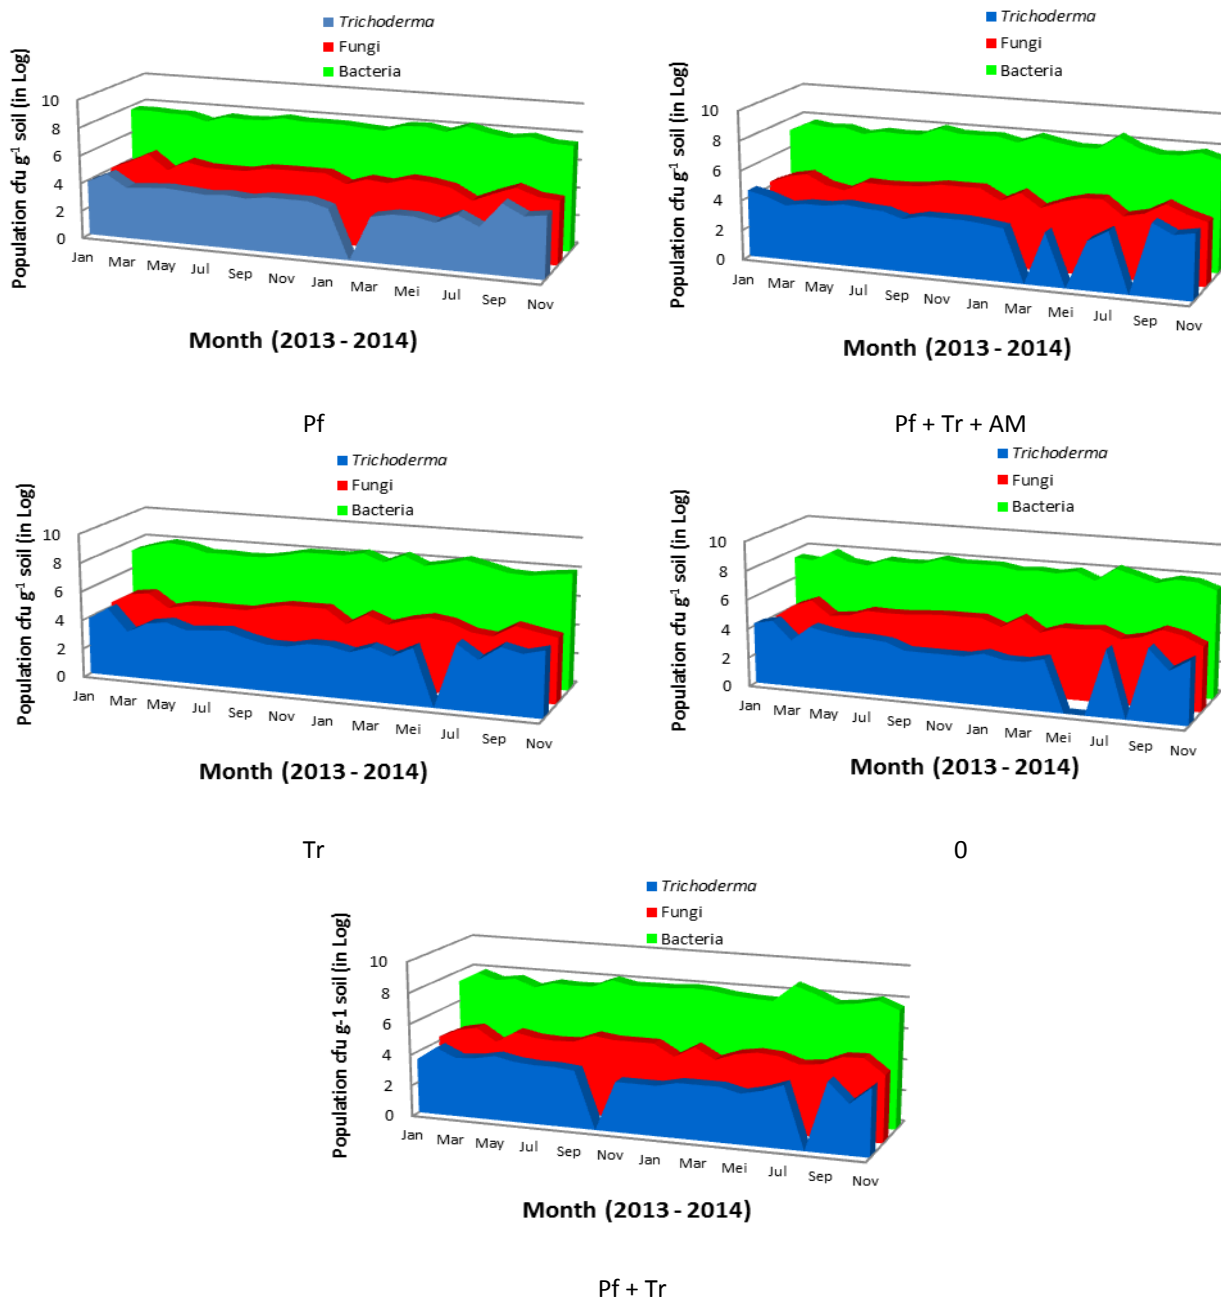 Trichoderma
Fungi
Bacteria
Population cfu g⁻¹ soil (in Log)
10
8
6
4
2
0
Jan Mar May Jul Sep Nov Jan Mar Mei Jul Sep Nov
Month (2013 - 2014)
Pf
Trichoderma
Fungi
Bacteria
Population cfu g⁻¹ soil (in Log)
10
8
6
4
2
0
Jan Mar May Jul Sep Nov Jan Mar Mei Jul Sep Nov
Month (2013 - 2014)
Pf + Tr + AM
Trichoderma
Fungi
Bacteria
Population cfu g⁻¹ soil (in Log)
10
8
6
4
2
0
Jan Mar May Jul Sep Nov Jan Mar Mei Jul Sep Nov
Month (2013 - 2014)
Tr
Trichoderma
Fungi
Bacteria
Population cfu g⁻¹ soil (in Log)
10
8
6
4
2
0
Jan Mar May Jul Sep Nov Jan Mar Mei Jul Sep Nov
Month (2013 - 2014)
0
Trichoderma
Fungi
Bacteria
Population cfu g-1 soil (in Log)
10
8
6
4
2
0
Jan Mar May Jul Sep Nov Jan Mar Mei Jul Sep Nov
Month (2013 - 2014)
Pf + Tr